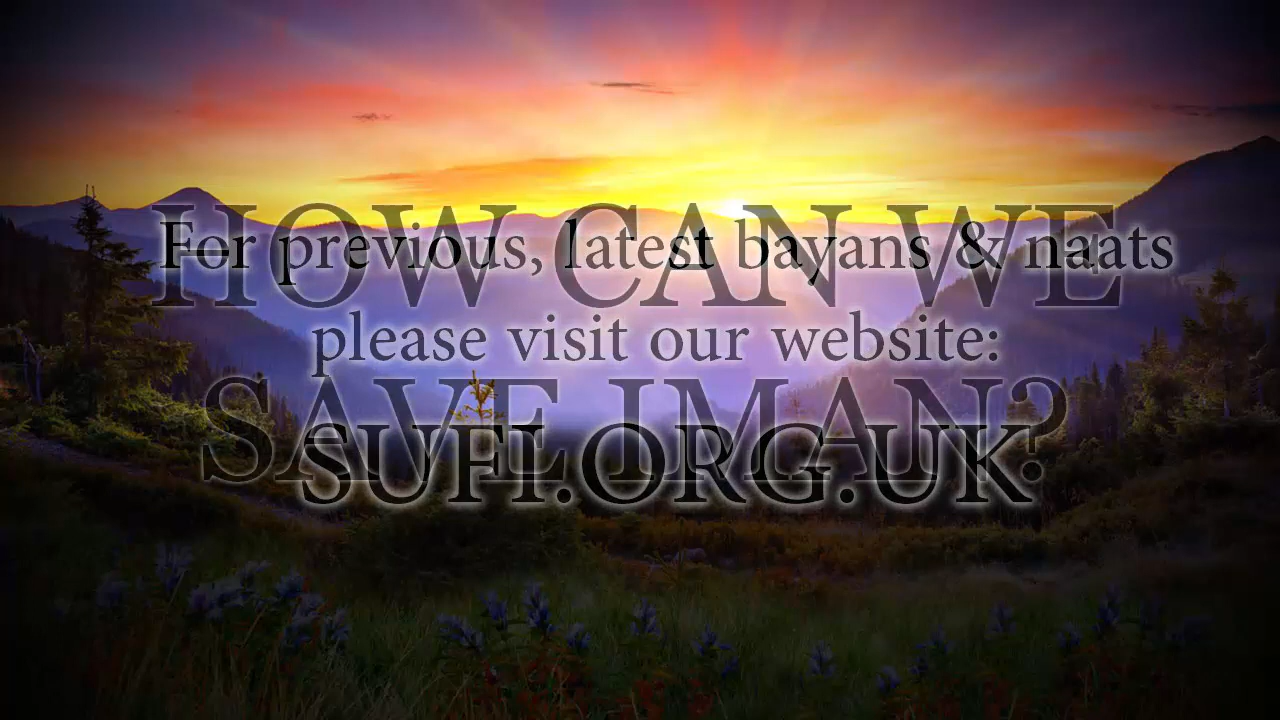 HOW CAN WE
SAVE IMAN?
For previous, latest bayans & naats
please visit our website:
SUFI.ORG.UK